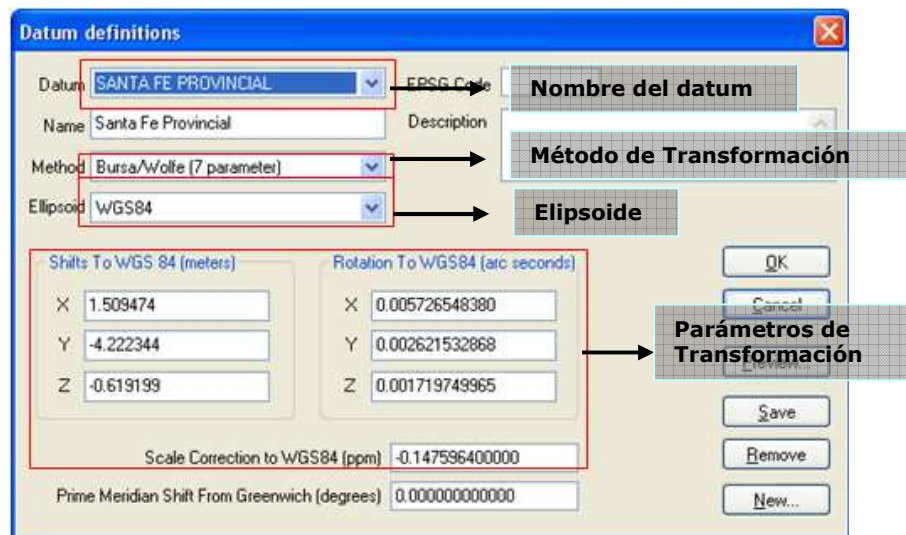 Datum definitions
Datum SANTA FE PROVINCIAL EPSG Code
Nombre del datum
Name Santa Fe Provincial Description
Method Bursa/Wolfe (7 parameter)
Método de Transformación
Ellipsoid WGS84
Elipsoide
Shifts To WGS 84 (meters) Rotation To WGS84 (arc seconds)
OK
X 1.509474 X 0.005726548380
Cancel
Y -4.222344 Y 0.002621532868
Parámetros de
Transformación
Preview...
Z -0.619199 Z 0.001719749965
Save
Scale Correction to WGS84 (ppm) -0.147596400000
Remove
Prime Meridian Shift From Greenwich (degrees) 0.000000000000
New...